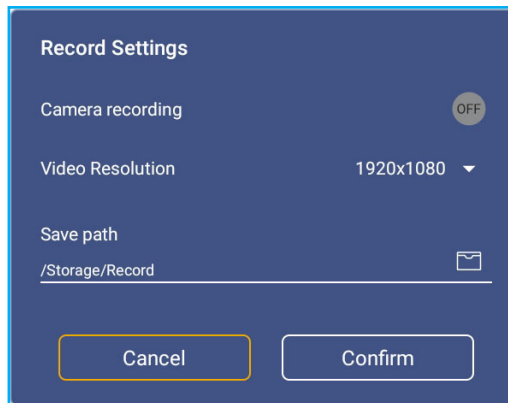 Record Settings
Camera recording OFF
Video Resolution 1920x1080
Save path
/Storage/Record
Cancel Confirm